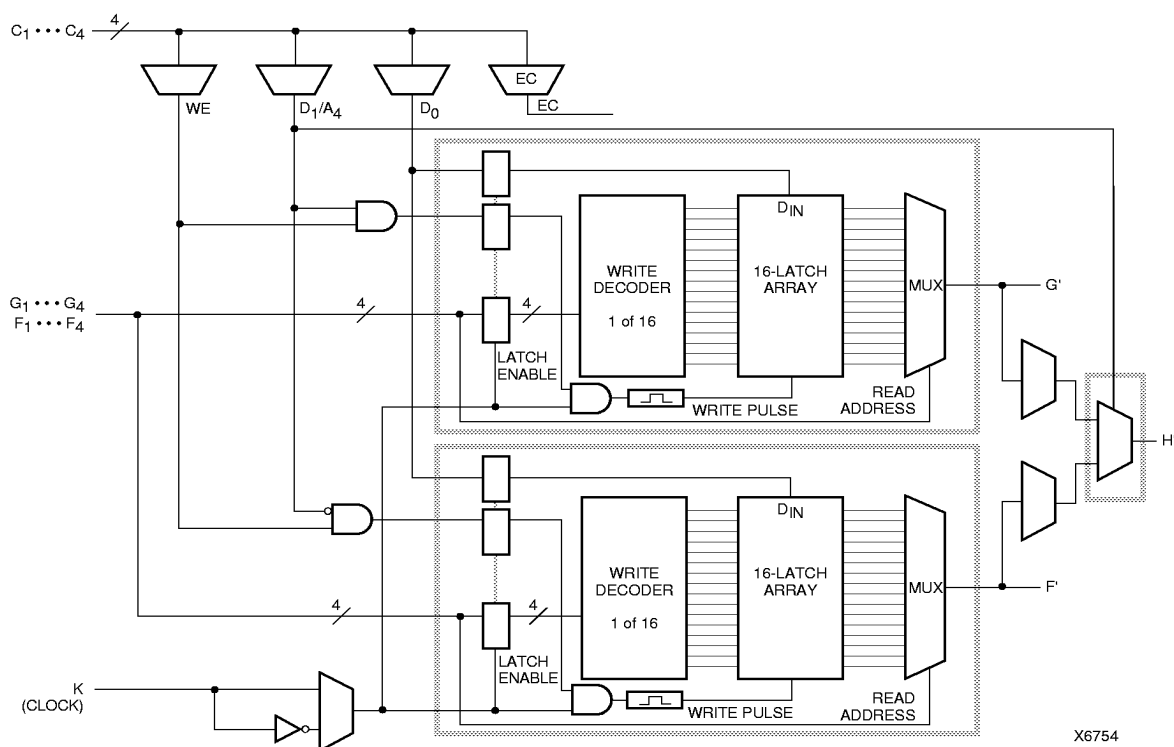 C1 • • • C4
4
EC
WE
D1/A4
D0
EC
DIN
WRITE
DECODER
1 of 16
16-LATCH
ARRAY
MUX
G'
G1 • • • G4
F1 • • • F4
4
4
LATCH
ENABLE
WRITE PULSE
READ
ADDRESS
H'
DIN
WRITE
DECODER
1 of 16
16-LATCH
ARRAY
MUX
F'
4
4
LATCH
ENABLE
WRITE PULSE
READ
ADDRESS
K
(CLOCK)
X6754